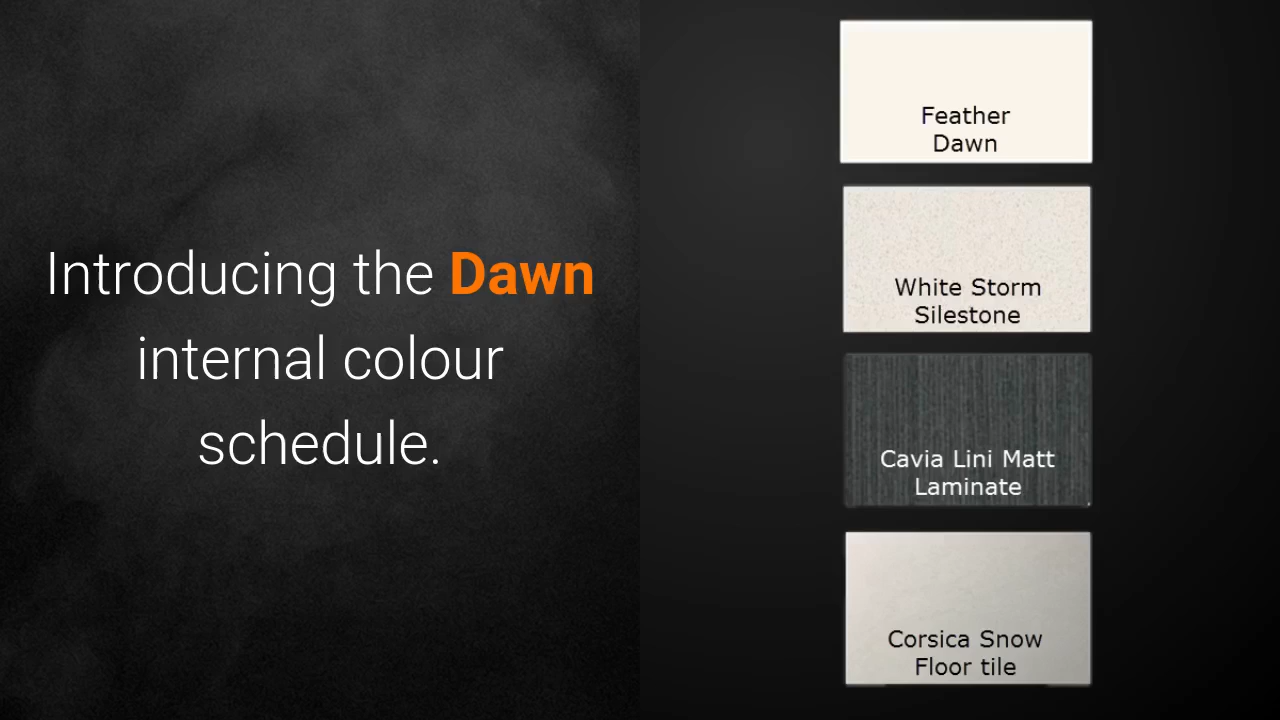 Introducing the Dawn
internal colour
schedule.
Feather
Dawn
White Storm
Silestone
Cavia Lini Matt
Laminate
Corsica Snow
Floor tile